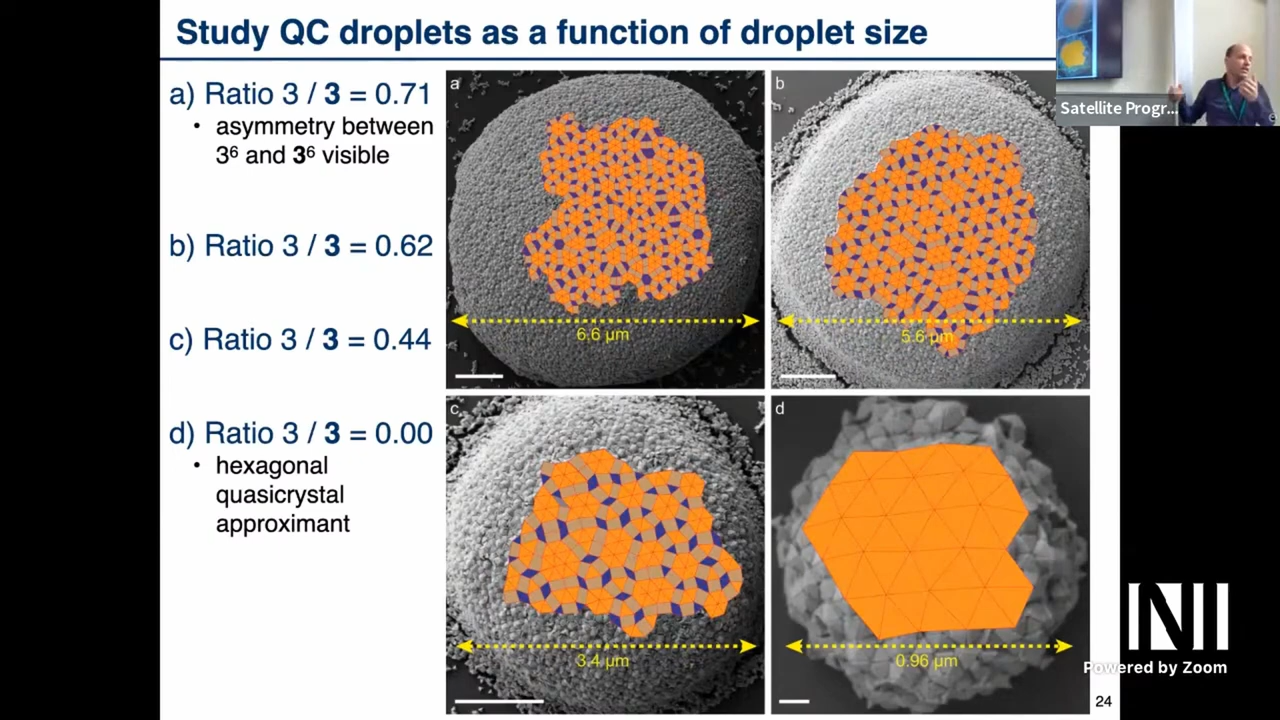 Study QC droplets as a function of droplet size
a) Ratio 3 / 3 = 0.71
• asymmetry between
3⁶ and 3⁶ visible
b) Ratio 3 / 3 = 0.62
c) Ratio 3 / 3 = 0.44
d) Ratio 3 / 3 = 0.00
• hexagonal
quasicrystal
approximant
a
6.6 μm
b
5.6 μm
c
3.4 μm
d
0.96 μm
24
Satellite Progr...
NI
Powered by Zoom